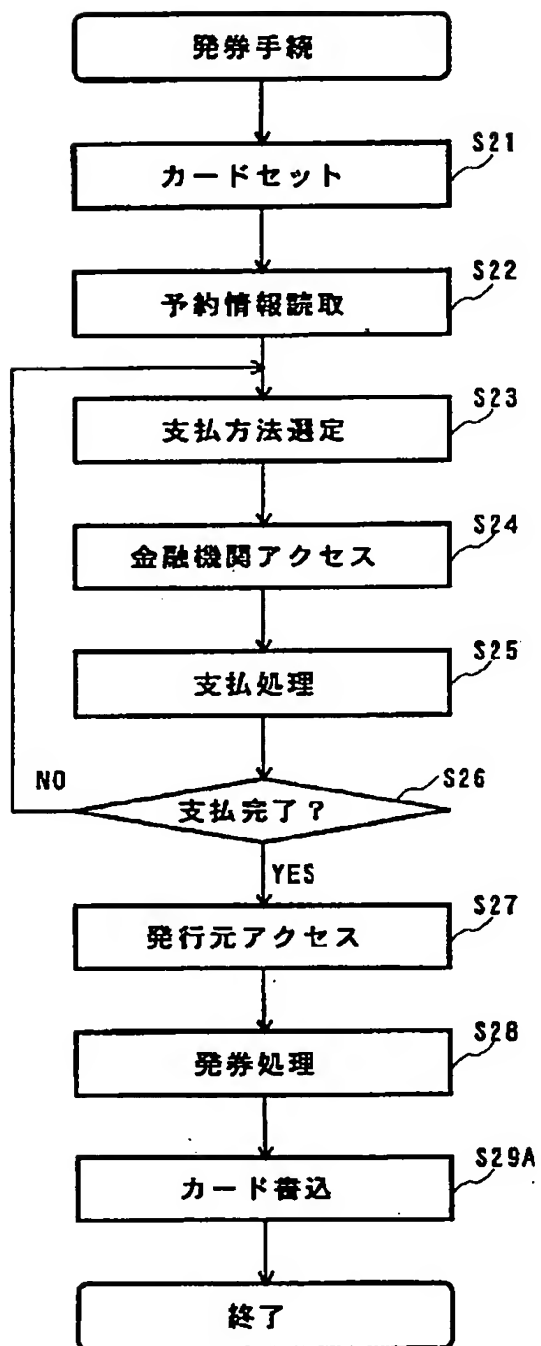 発券手続
S21
カードセット
S22
予約情報読取
S23
支払方法選定
S24
金融機関アクセス
S25
支払処理
S26
NO
支払完了？
YES
S27
発行元アクセス
S28
発券処理
S29A
カード書込
終了